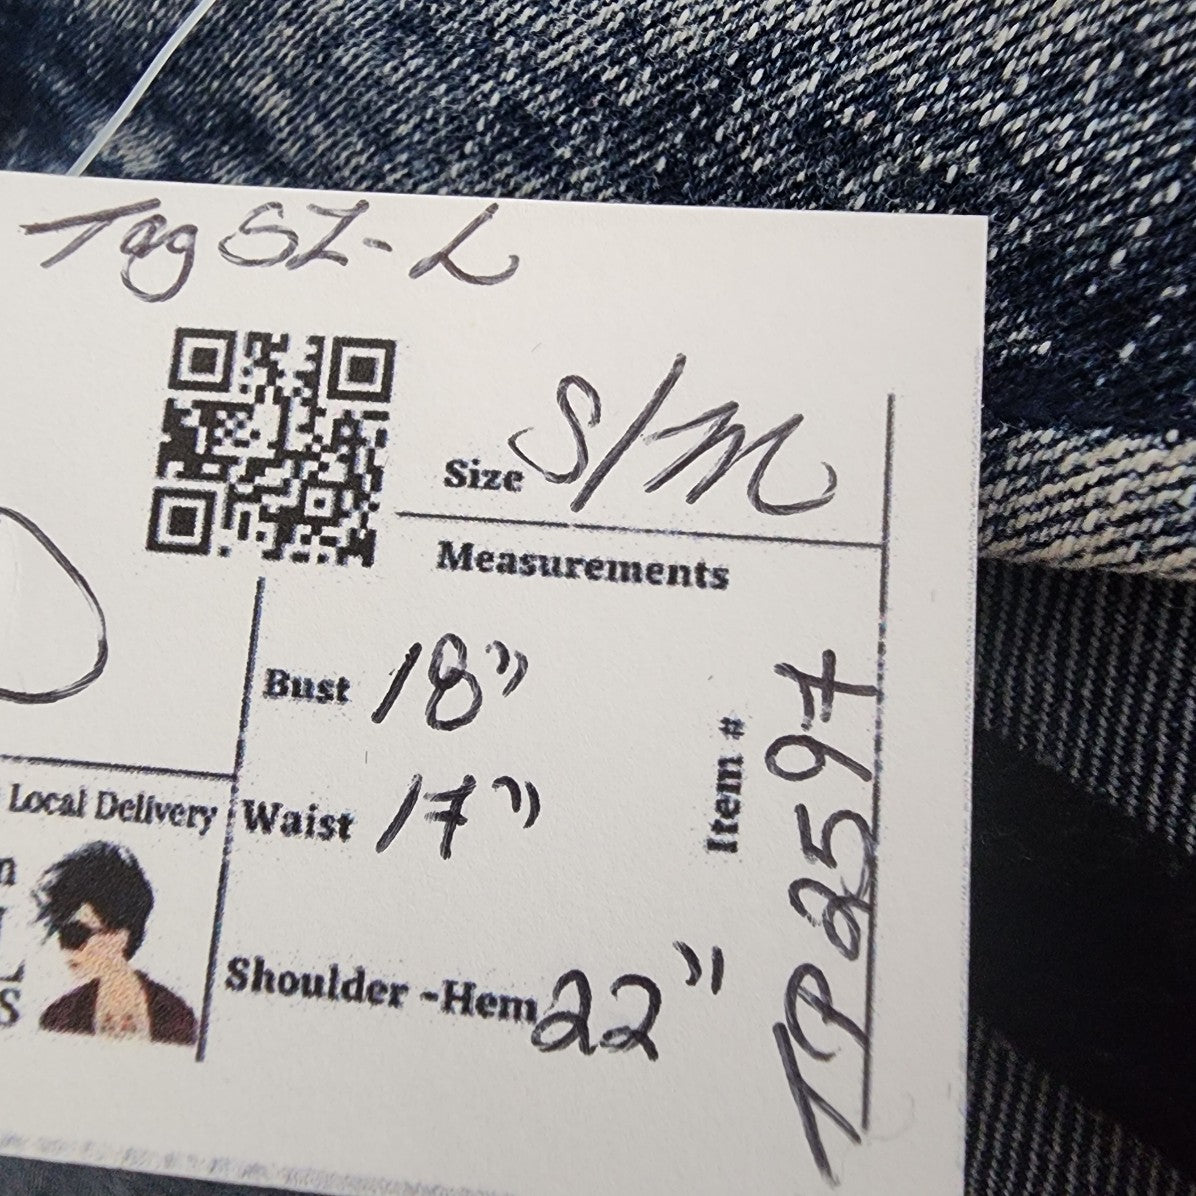 Tag SZ-L
Size S/M
Measurements
Bust 18"
Waist 17"
Shoulder -Hem 22"
Item # TP2597
Local Delivery